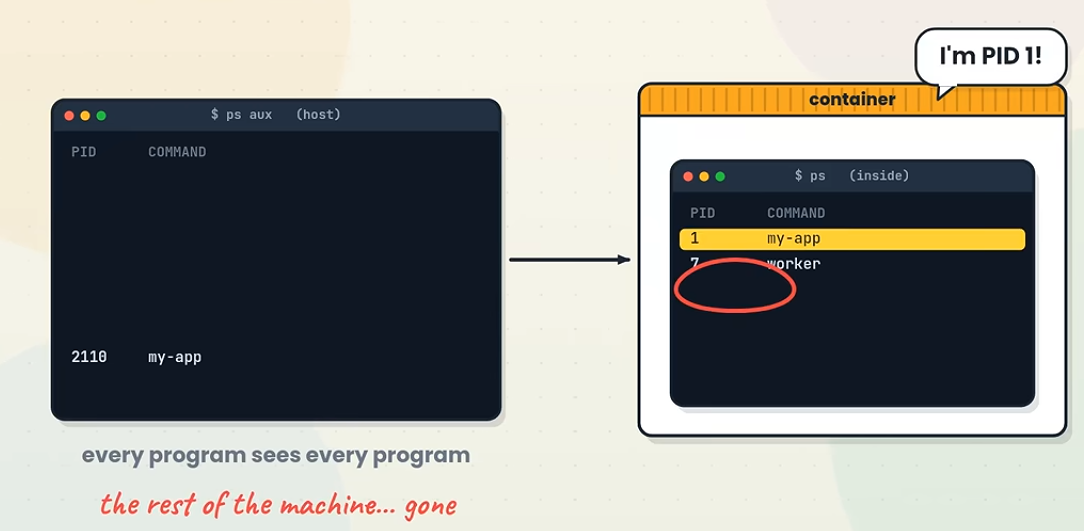 $ ps aux (host)
PID COMMAND
2110 my-app
every program sees every program
the rest of the machine... gone
I'm PID 1!
container
$ ps (inside)
PID COMMAND
1 my-app
7 worker